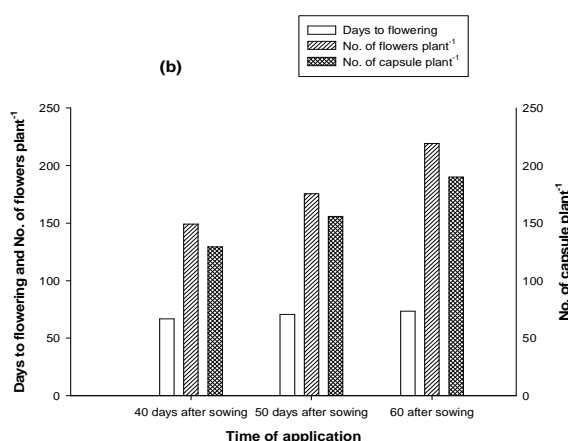 Days to flowering
No. of flowers plant⁻¹
No. of capsule plant⁻¹
(b)
Days to flowering and No. of flowers plant⁻¹
250
200
150
100
50
0
250
200
150
100
50
0
No. of capsule plant⁻¹
40 days after sowing 50 days after sowing 60 after sowing
Time of application